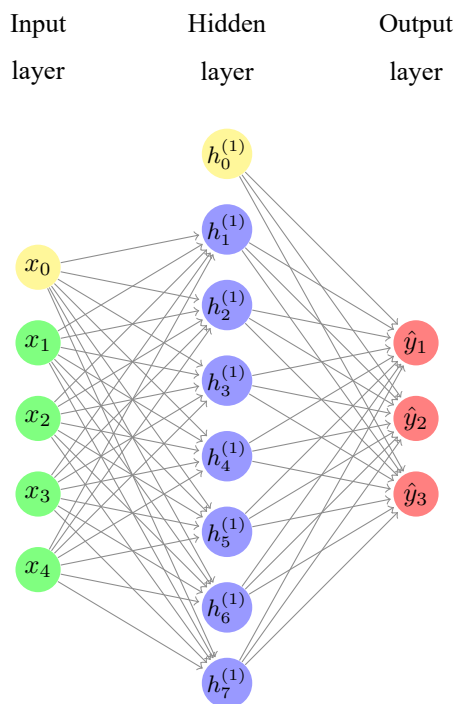 Input Hidden Output
layer layer layer
h_0^{(1)}
h_1^{(1)}
x_0
h_2^{(1)}
x_1 ŷ_1
h_3^{(1)}
x_2 ŷ_2
h_4^{(1)}
x_3 ŷ_3
h_5^{(1)}
x_4
h_6^{(1)}
h_7^{(1)}